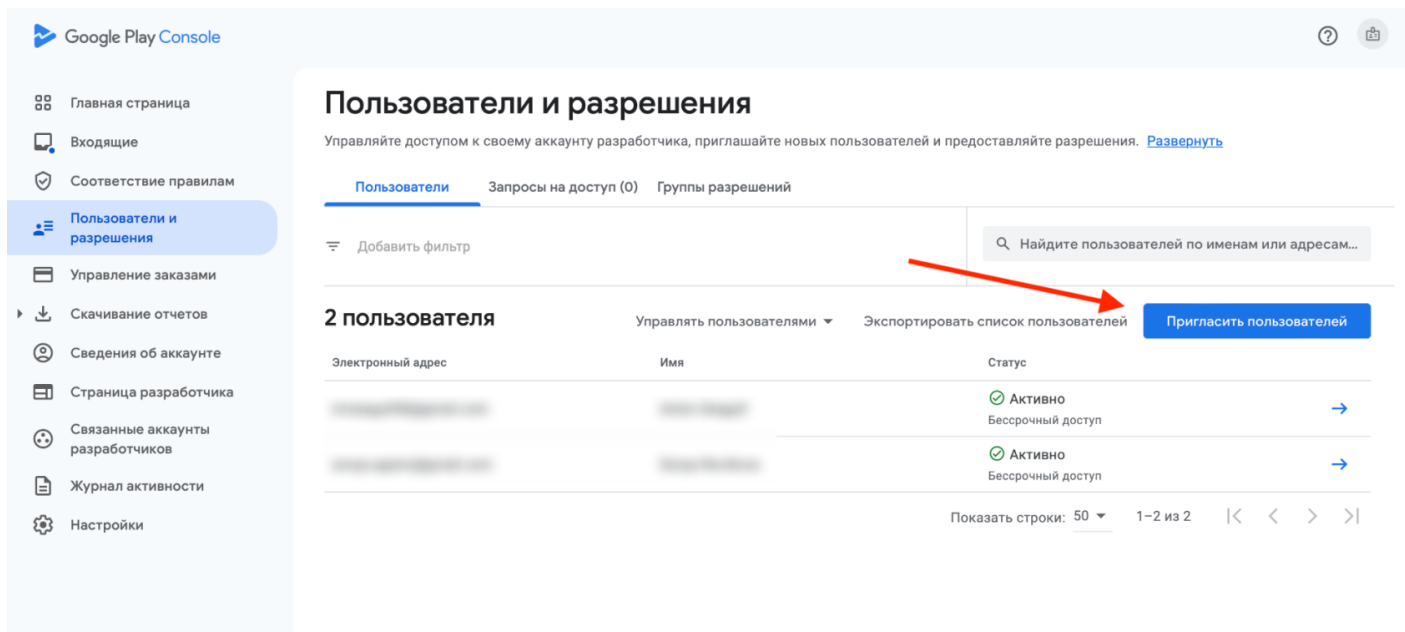 Google Play Console
Главная страница
Входящие
Соответствие правилам
Пользователи и
разрешения
Управление заказами
Скачивание отчетов
Сведения об аккаунте
Страница разработчика
Связанные аккаунты
разработчиков
Журнал активности
Настройки
Пользователи и разрешения
Управляйте доступом к своему аккаунту разработчика, приглашайте новых пользователей и предоставляйте разрешения. Развернуть
Пользователи Запросы на доступ (0) Группы разрешений
Добавить фильтр
Найдите пользователей по именам или адресам...
2 пользователя
Управлять пользователями Экспортировать список пользователей Пригласить пользователей
Электронный адрес Имя Статус
Активно
Бессрочный доступ
Активно
Бессрочный доступ
Показать строки: 50 1–2 из 2